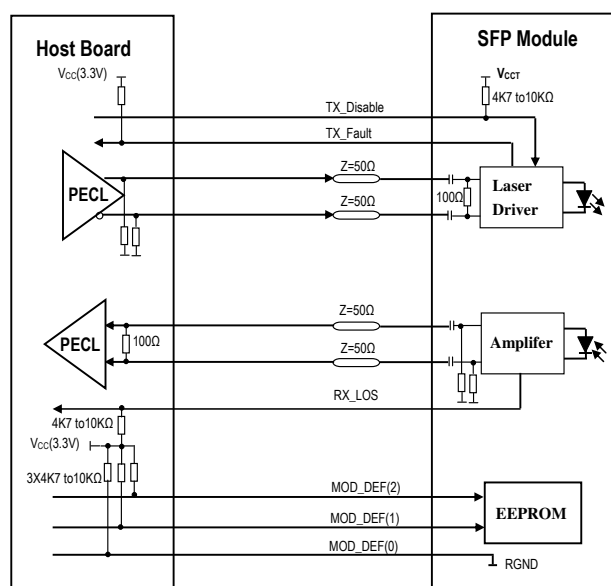 Host Board
SFP Module
VCC(3.3V)
VCCT
4K7 to10KΩ
TX_Disable
TX_Fault
Z=50Ω
PECL
100Ω
Laser
Driver
Z=50Ω
Z=50Ω
PECL
100Ω
Amplifer
Z=50Ω
RX_LOS
4K7 to10KΩ
VCC(3.3V)
3X4K7 to10KΩ
MOD_DEF(2)
EEPROM
MOD_DEF(1)
MOD_DEF(0)
RGND